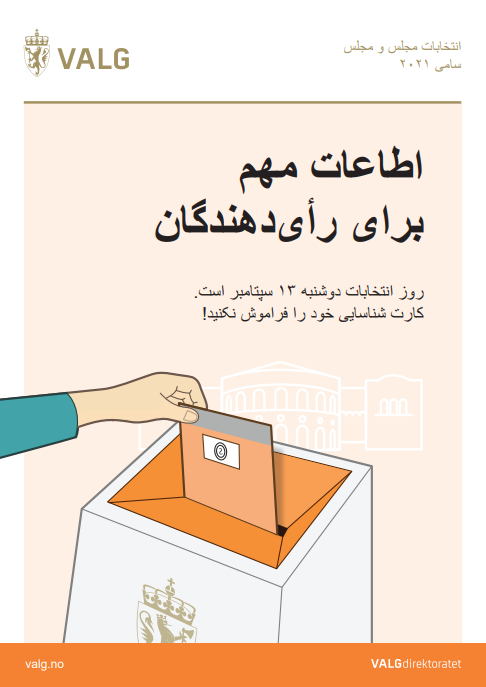 VALG
انتخابات مجلس و مجلس
سامی ۲۰۲۱
اطاعات مهم
برای رأی‌دهندگان
روز انتخابات دوشنبه ۱۳ سپتامبر است.
کارت شناسایی خود را فراموش نکنید!
valg.no
VALGdirektoratet